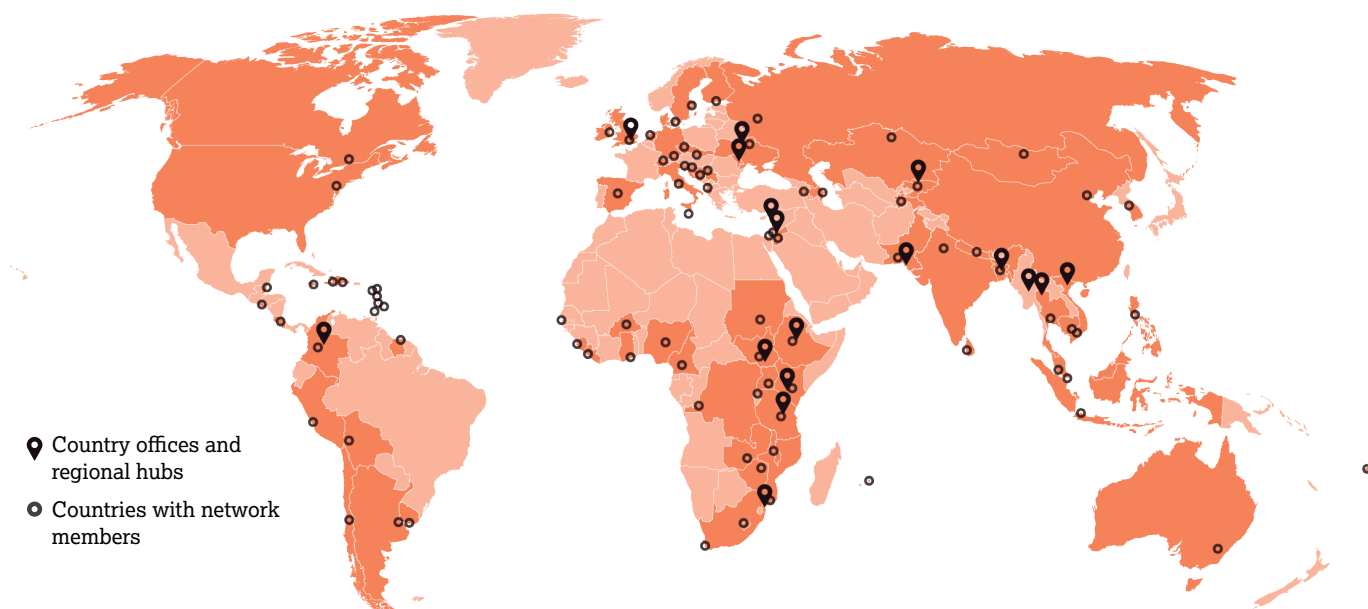 Country offices and
regional hubs
Countries with network
members